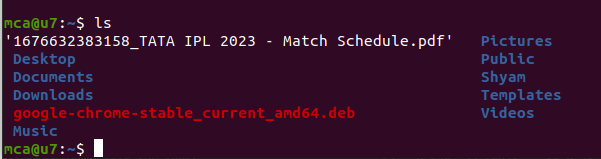 mca@u7:~$ ls
'1676632383158_TATA IPL 2023 - Match Schedule.pdf' Pictures
Desktop Public
Documents Shyam
Downloads Templates
google-chrome-stable_current_amd64.deb Videos
Music
mca@u7:~$